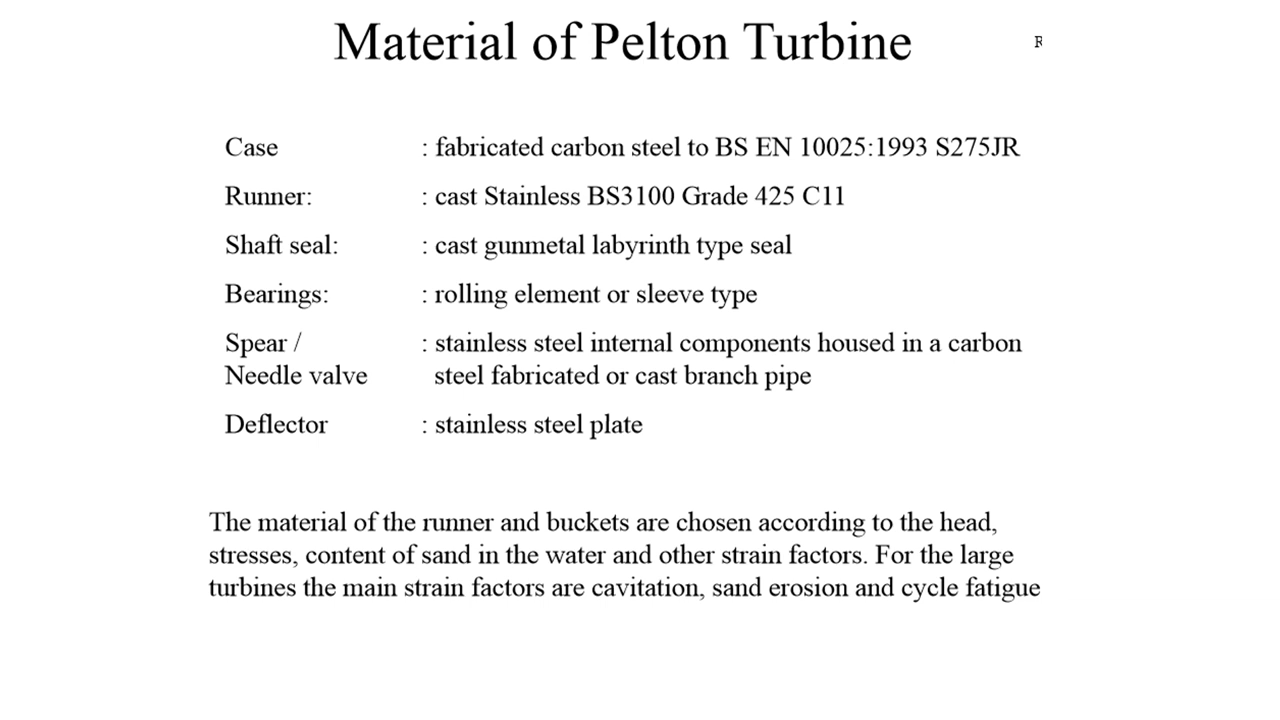 Material of Pelton Turbine
R
Case : fabricated carbon steel to BS EN 10025:1993 S275JR
Runner: : cast Stainless BS3100 Grade 425 C11
Shaft seal: : cast gunmetal labyrinth type seal
Bearings: : rolling element or sleeve type
Spear / : stainless steel internal components housed in a carbon
Needle valve steel fabricated or cast branch pipe
Deflector : stainless steel plate
The material of the runner and buckets are chosen according to the head,
stresses, content of sand in the water and other strain factors. For the large
turbines the main strain factors are cavitation, sand erosion and cycle fatigue